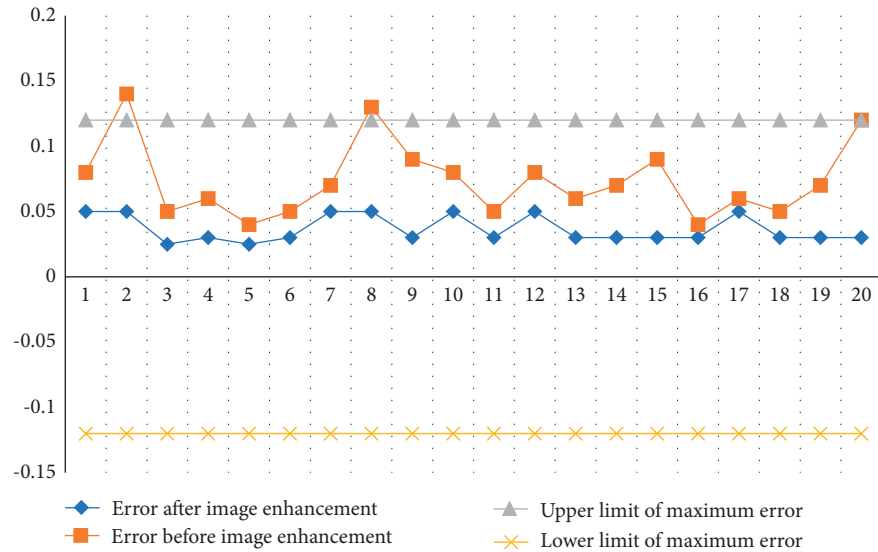 0.2
0.15
0.1
0.05
0
1 2 3 4 5 6 7 8 9 10 11 12 13 14 15 16 17 18 19 20
-0.05
-0.1
-0.15
Error after image enhancement
Error before image enhancement
Upper limit of maximum error
Lower limit of maximum error